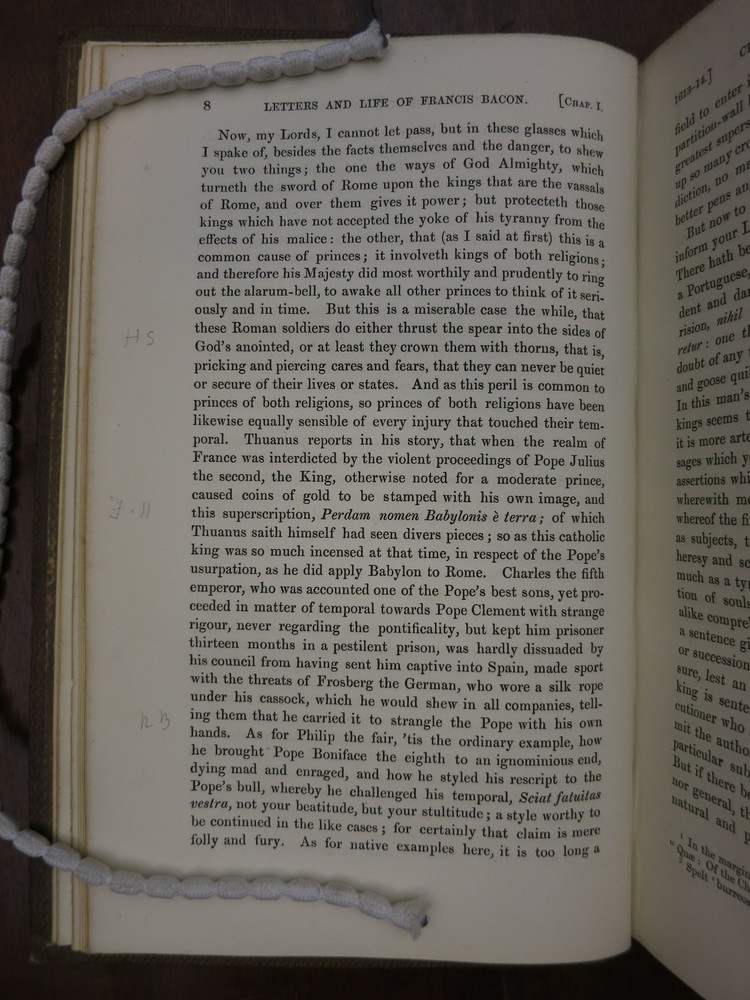 8 LETTERS AND LIFE OF FRANCIS BACON. [CHAP. I.
Now, my Lords, I cannot let pass, but in these glasses which
I spake of, besides the facts themselves and the danger, to shew
you two things; the one the ways of God Almighty, which
turneth the sword of Rome upon the kings that are the vassals
of Rome, and over them gives it power; but protecteth those
kings which have not accepted the yoke of his tyranny from the
effects of his malice: the other, that (as I said at first) this is a
common cause of princes; it involveth kings of both religions;
and therefore his Majesty did most worthily and prudently to ring
out the alarum-bell, to awake all other princes to think of it seri-
ously and in time. But this is a miserable case the while, that
these Roman soldiers do either thrust the spear into the sides of
God's anointed, or at least they crown them with thorns, that is,
pricking and piercing cares and fears, that they can never be quiet
or secure of their lives or states. And as this peril is common to
princes of both religions, so princes of both religions have been
likewise equally sensible of every injury that touched their tem-
poral. Thuanus reports in his story, that when the realm of
France was interdicted by the violent proceedings of Pope Julius
the second, the King, otherwise noted for a moderate prince,
caused coins of gold to be stamped with his own image, and
this superscription, Perdam nomen Babylonis è terra; of which
Thuanus saith himself had seen divers pieces; so as this catholic
king was so much incensed at that time, in respect of the Pope's
usurpation, as he did apply Babylon to Rome. Charles the fifth
emperor, who was accounted one of the Pope's best sons, yet pro-
ceeded in matter of temporal towards Pope Clement with strange
rigour, never regarding the pontificality, but kept him prisoner
thirteen months in a pestilent prison, was hardly dissuaded by
his council from having sent him captive into Spain, made sport
with the threats of Frosberg the German, who wore a silk rope
under his cassock, which he would shew in all companies, tell-
ing them that he carried it to strangle the Pope with his own
hands. As for Philip the fair, 'tis the ordinary example, how
he brought Pope Boniface the eighth to an ignominious end,
dying mad and enraged, and how he styled his rescript to the
Pope's bull, whereby he challenged his temporal, Sciat fatuitas
vestra, not your beatitude, but your stultitude; a style worthy to
be continued in the like cases; for certainly that claim is mere
folly and fury. As for native examples here, it is too long a
1613-14.]
field to enter
partition-wall
greatest
up so many
diction, no
better pens
But now to
inform your
There hath
a Portuguese,
dent and
rision, nihil
retur: one
doubt of any
and goose
In this man's
kings seems
it is more
sages which
assertions
wherewith
whereof the
as subjects,
heresy and
much as a
tion of
alike
a sentence
or succession
sure, lest an
king is
cutioner who
mit the
particular
But if there
nor general,
natural and
1 In the
Quæ: Of the
2 Spelt